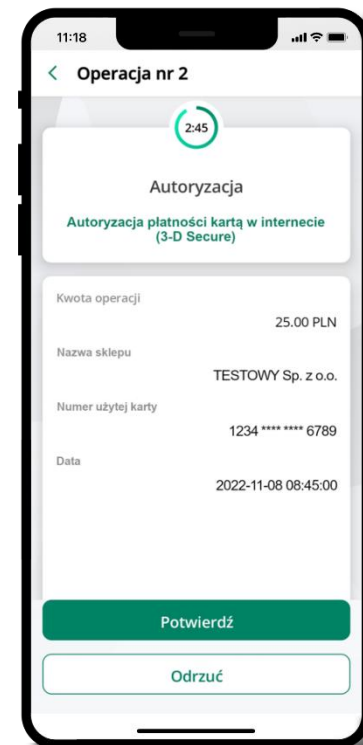 11:18
Operacja nr 2
2:45
Autoryzacja
Autoryzacja płatności kartą w internecie
(3-D Secure)
Kwota operacji
25.00 PLN
Nazwa sklepu
TESTOWY Sp. z o.o.
Numer użytej karty
1234 **** **** 6789
Data
2022-11-08 08:45:00
Potwierdź
Odrzuć